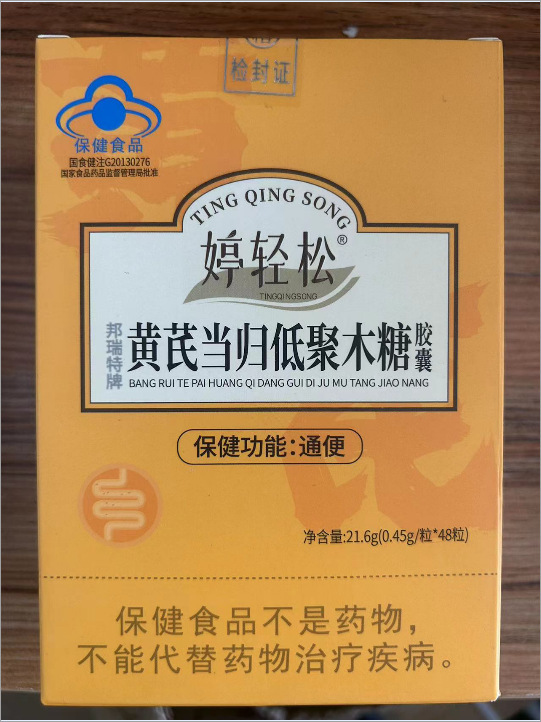 检封证
保健食品
国食健注G20130276
国家食品药品监督管理局批准
TING QING SONG
婷轻松®
TINGQINGSONG
邦瑞特牌
黄芪当归低聚木糖胶囊
BANG RUI TE PAI HUANG QI DANG GUI DI JU MU TANG JIAO NANG
保健功能:通便
净含量:21.6g(0.45g/粒*48粒)
保健食品不是药物,
不能代替药物治疗疾病。